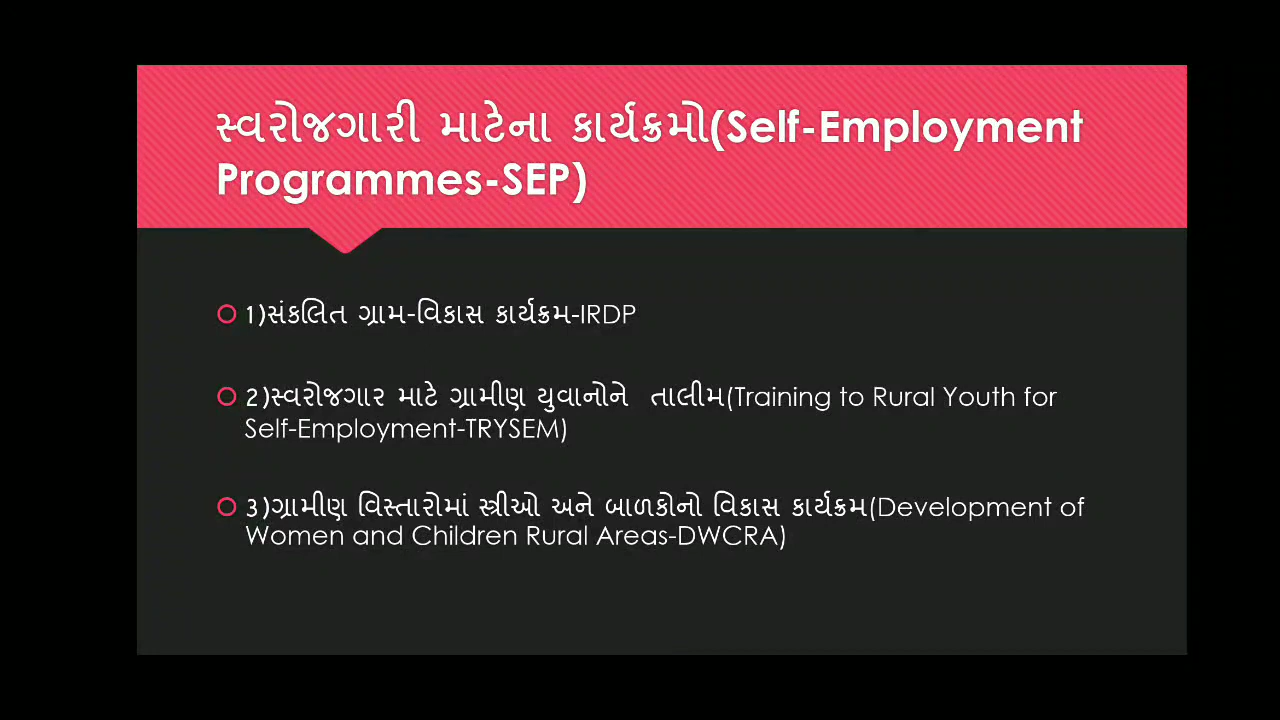 સ્વરોજગારી માટેના કાર્યક્રમો(Self-Employment
Programmes-SEP)
1)સંકલિત ગ્રામ-વિકાસ કાર્યક્રમ-IRDP
2)સ્વરોજગાર માટે ગ્રામીણ યુવાનોને તાલીમ(Training to Rural Youth for
Self-Employment-TRYSEM)
3)ગ્રામીણ વિસ્તારોમાં સ્ત્રીઓ અને બાળકોનો વિકાસ કાર્યક્રમ(Development of
Women and Children Rural Areas-DWCRA)